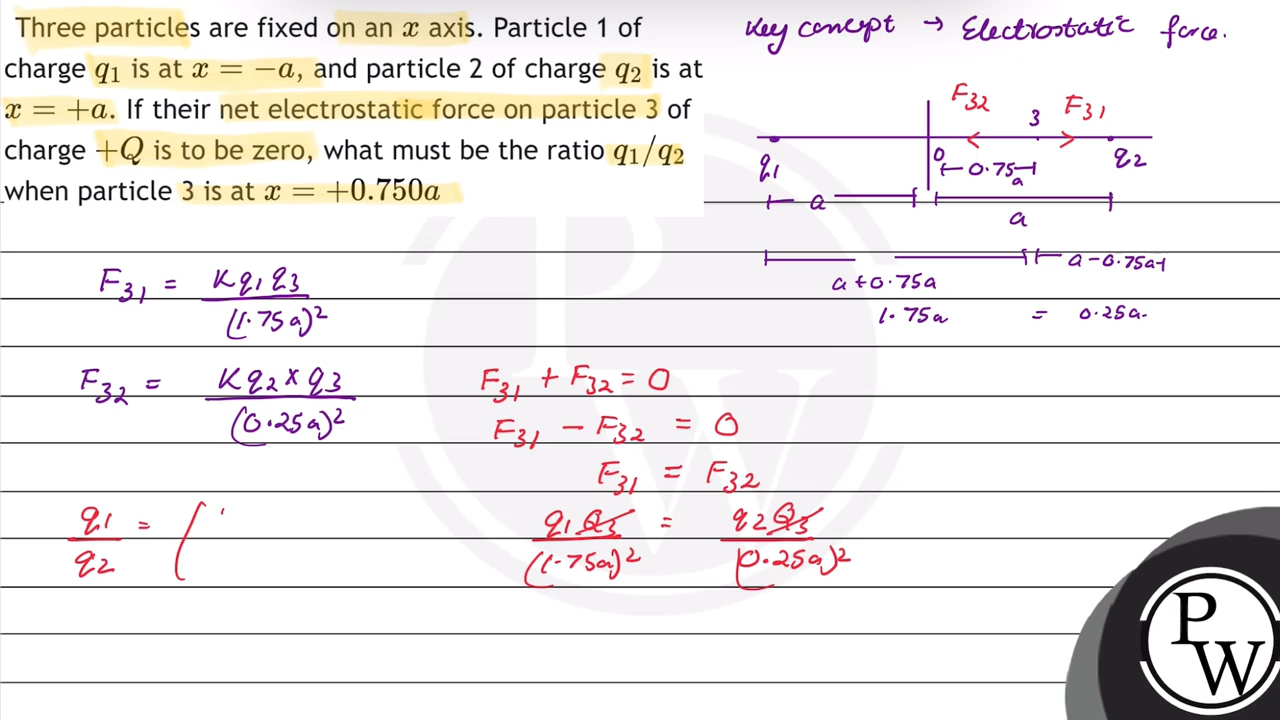 Three particles are fixed on an x axis. Particle 1 of
charge q₁ is at x = −a, and particle 2 of charge q₂ is at
x = +a. If their net electrostatic force on particle 3 of
charge +Q is to be zero, what must be the ratio q₁/q₂
when particle 3 is at x = +0.750a
Key concept → Electrostatic force.
F₃₂ 3 F₃₁
q₁ 0 0.75a q₂
a a
a+0.75a a−0.75a
1.75a = 0.25a.
F₃₁ = Kq₁q₃/(1.75a)²
F₃₂ = Kq₂×q₃/(0.25a)²
F₃₁ + F₃₂ = 0
F₃₁ − F₃₂ = 0
F₃₁ = F₃₂
q₁Q₃/(1.75a)² = q₂Q₃/(0.25a)²
q₁/q₂ = (
PW